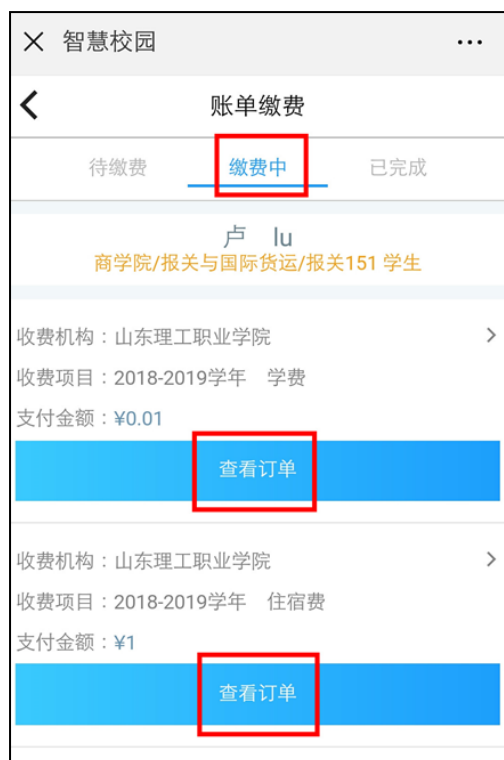 智慧校园
账单缴费
待缴费 缴费中 已完成
卢 lu
商学院/报关与国际货运/报关151 学生
收费机构：山东理工职业学院
收费项目：2018-2019学年 学费
支付金额：¥0.01
查看订单
收费机构：山东理工职业学院
收费项目：2018-2019学年 住宿费
支付金额：¥1
查看订单